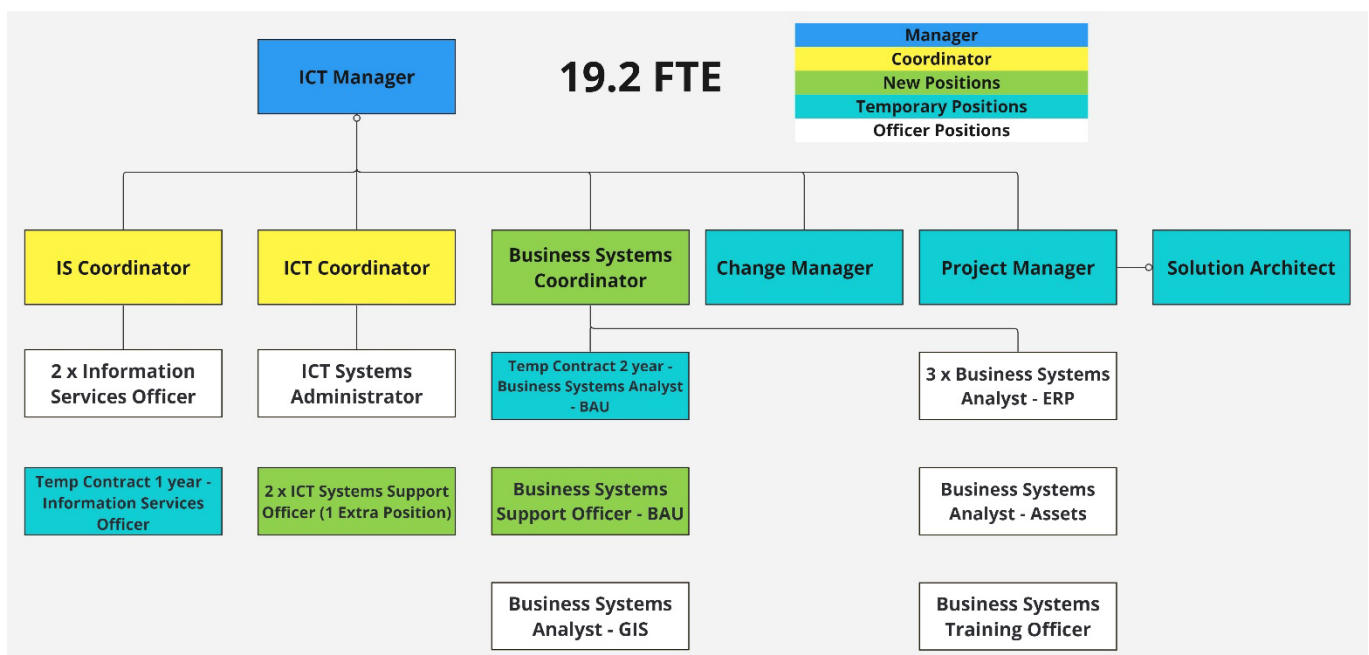 ICT Manager
19.2 FTE
Manager
Coordinator
New Positions
Temporary Positions
Officer Positions
IS Coordinator
ICT Coordinator
Business Systems
Coordinator
Change Manager
Project Manager
Solution Architect
2 x Information
Services Officer
ICT Systems
Administrator
Temp Contract 2 year -
Business Systems Analyst
- BAU
3 x Business Systems
Analyst - ERP
Temp Contract 1 year -
Information Services
Officer
2 x ICT Systems Support
Officer (1 Extra Position)
Business Systems
Support Officer - BAU
Business Systems
Analyst - Assets
Business Systems
Analyst - GIS
Business Systems
Training Officer